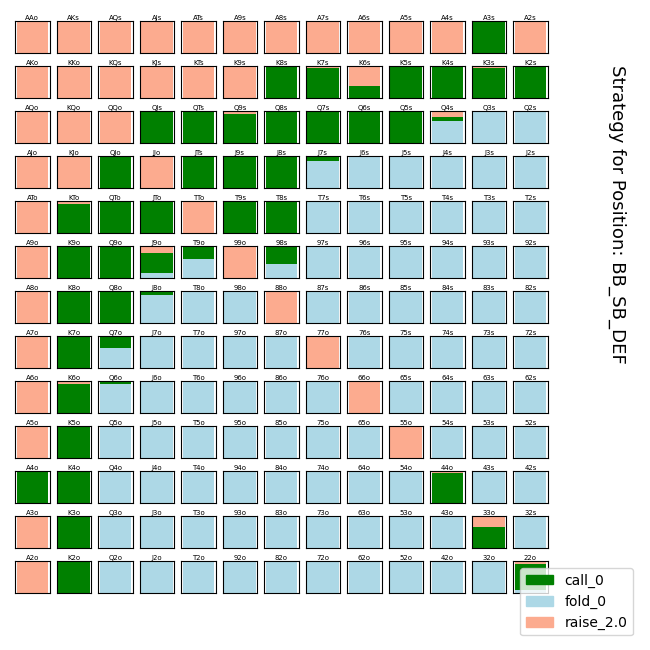 AAo AKs AQs AJs ATs A9s A8s A7s A6s A5s A4s A3s A2s
AKo KKo KQs KJs KTs K9s K8s K7s K6s K5s K4s K3s K2s
AQo KQo QQo QJs QTs Q9s Q8s Q7s Q6s Q5s Q4s Q3s Q2s
AJo KJo QJo JJo JTs J9s J8s J7s J6s J5s J4s J3s J2s
ATo KTo QTo JTo TTo T9s T8s T7s T6s T5s T4s T3s T2s
A9o K9o Q9o J9o T9o 99o 98s 97s 96s 95s 94s 93s 92s
A8o K8o Q8o J8o T8o 98o 88o 87s 86s 85s 84s 83s 82s
A7o K7o Q7o J7o T7o 97o 87o 77o 76s 75s 74s 73s 72s
A6o K6o Q6o J6o T6o 96o 86o 76o 66o 65s 64s 63s 62s
A5o K5o Q5o J5o T5o 95o 85o 75o 65o 55o 54s 53s 52s
A4o K4o Q4o J4o T4o 94o 84o 74o 64o 54o 44o 43s 42s
A3o K3o Q3o J3o T3o 93o 83o 73o 63o 53o 43o 33o 32s
A2o K2o Q2o J2o T2o 92o 82o 72o 62o 52o 42o 32o 22o
Strategy for Position: BB_SB_DEF
call_0
fold_0
raise_2.0